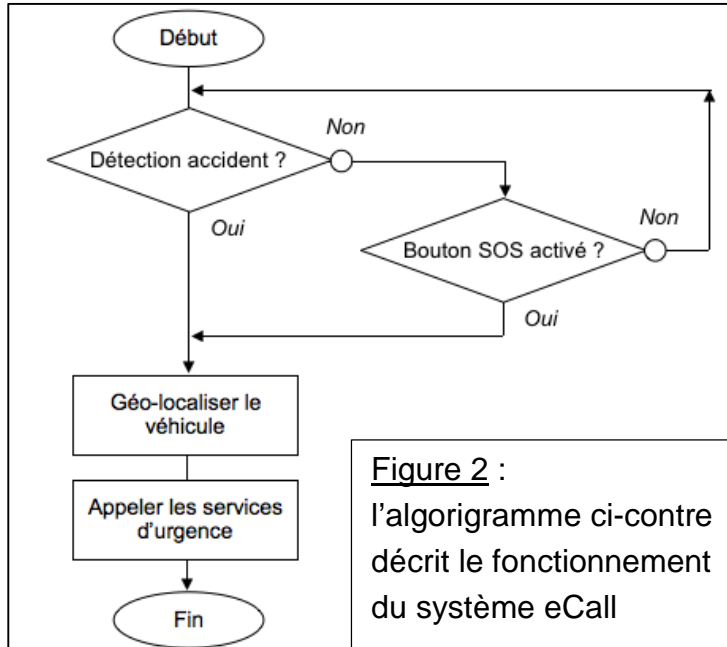 Début
Non
Détection accident ?
Oui
Non
Bouton SOS activé ?
Oui
Géo-localiser le
véhicule
Appeler les services
d'urgence
Fin
Figure 2 :
l'algorigramme ci-contre
décrit le fonctionnement
du système eCall